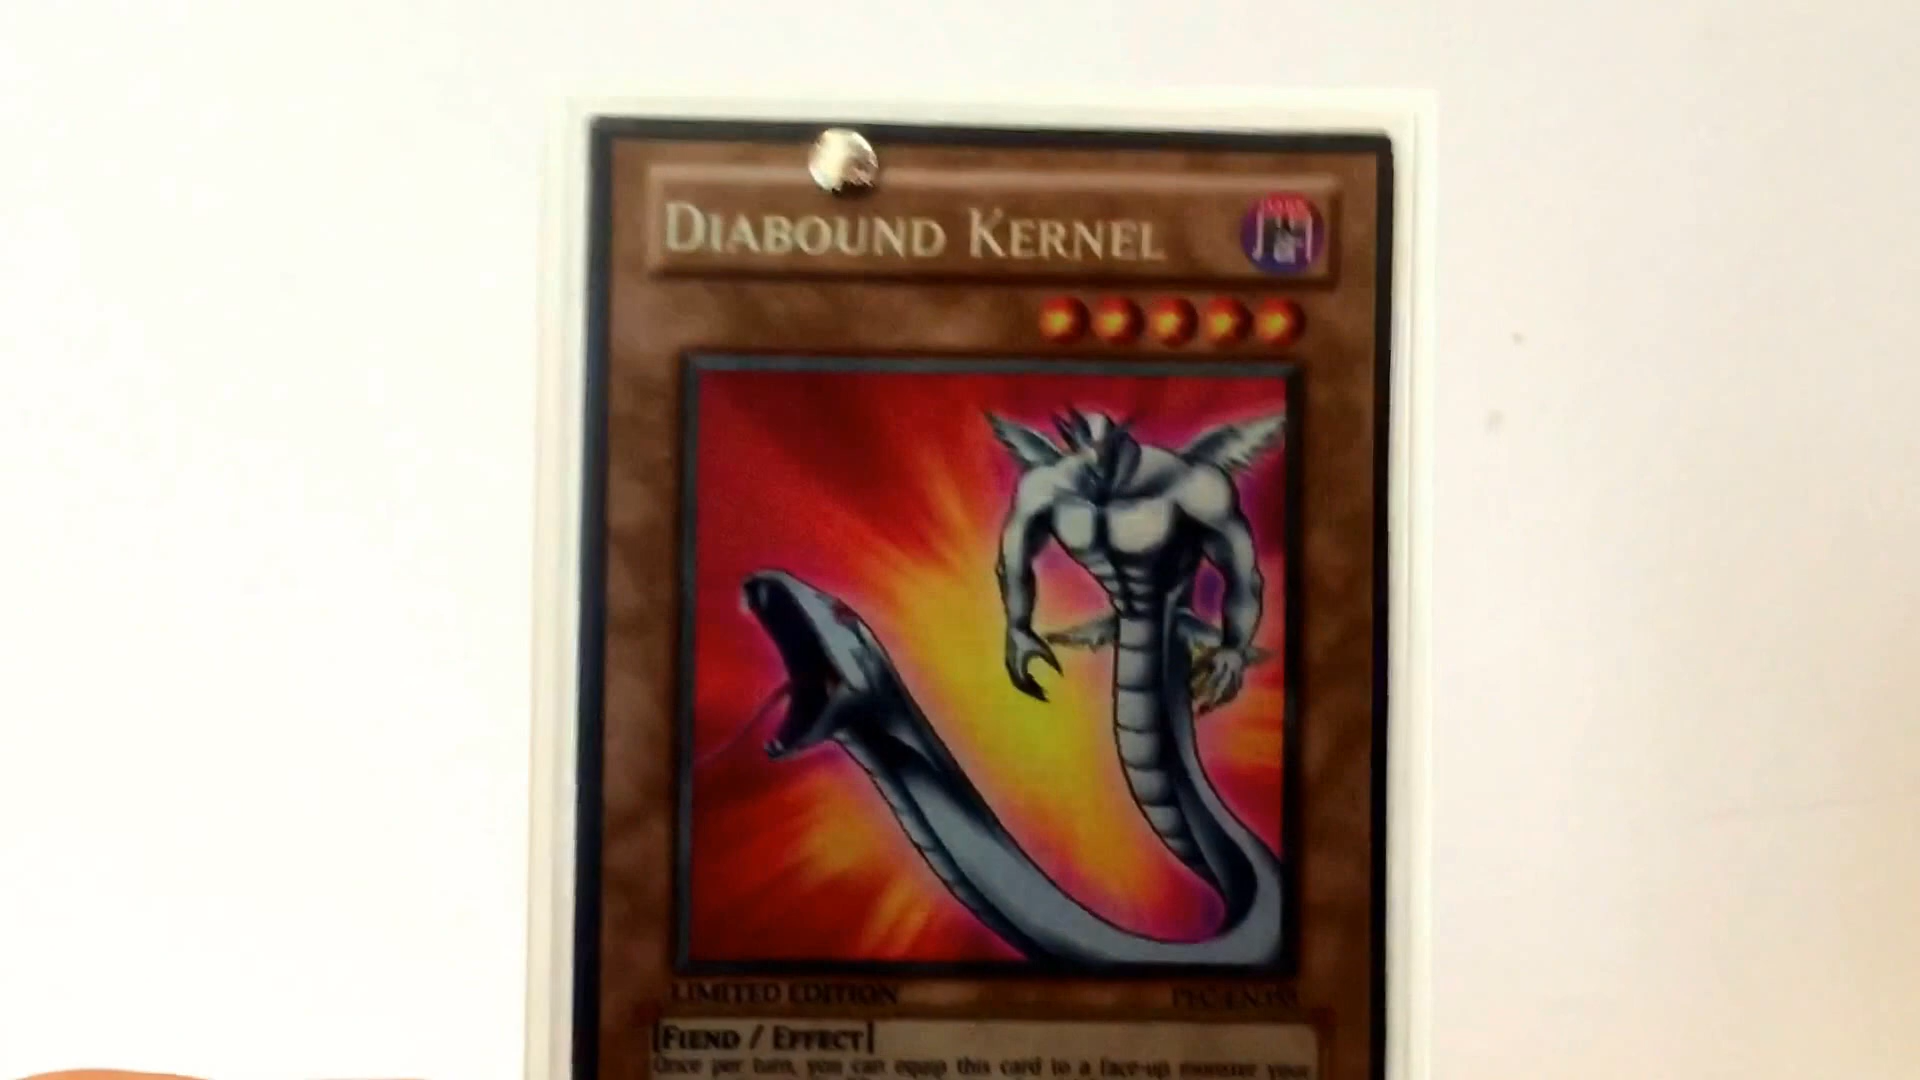 DIABOUND KERNEL
LIMITED EDITION
[FIEND / EFFECT]
Once per turn, you can equip this card to a face-up monster your